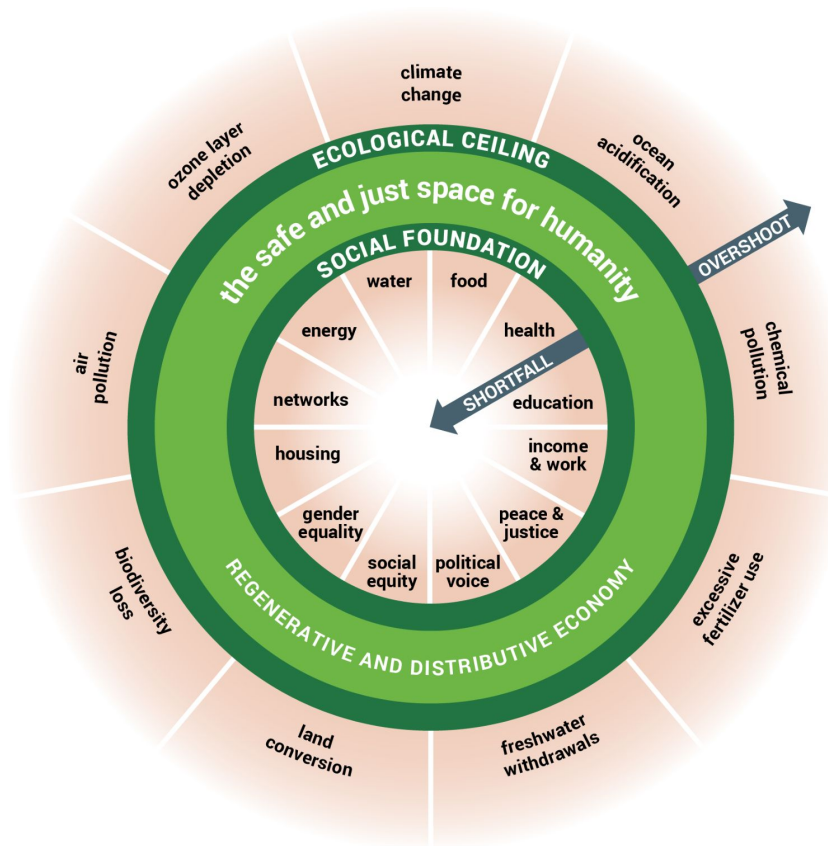 climate
change
ocean
acidification
chemical
pollution
excessive
fertilizer use
freshwater
withdrawals
land
conversion
biodiversity
loss
air
pollution
ozone layer
depletion
OVERSHOOT
ECOLOGICAL CEILING
the safe and just space for humanity
SOCIAL FOUNDATION
water
food
health
SHORTFALL
education
income
& work
peace &
justice
political
voice
social
equity
gender
equality
housing
networks
energy
REGENERATIVE AND DISTRIBUTIVE ECONOMY